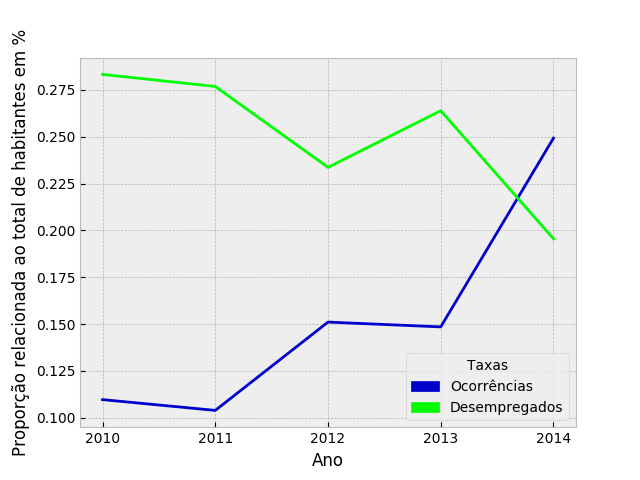 Proporção relacionada ao total de habitantes em %
0.275
0.250
0.225
0.200
0.175
0.150
0.125
0.100
Taxas
Ocorrências
Desempregados
2010 2011 2012 2013 2014
Ano